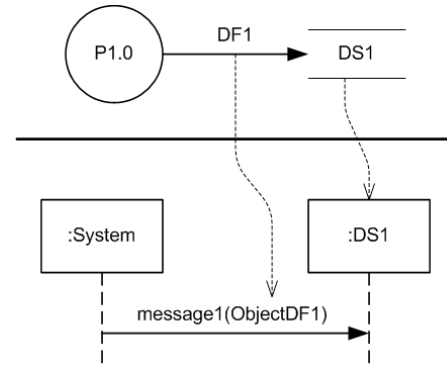 DF1
P1.0
DS1
:System
:DS1
message1(ObjectDF1)